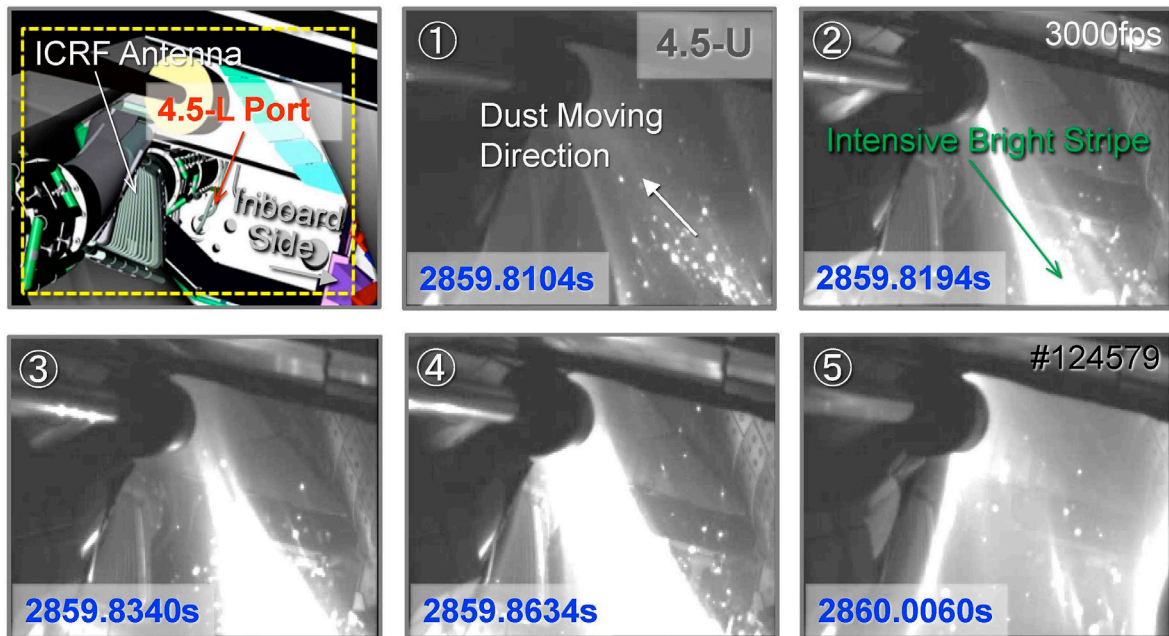 ICRF Antenna
4.5-L Port
Inboard
Side
①
4.5-U
Dust Moving
Direction
2859.8104s
②
3000fps
Intensive Bright Stripe
2859.8194s
③
2859.8340s
④
2859.8634s
⑤
#124579
2860.0060s